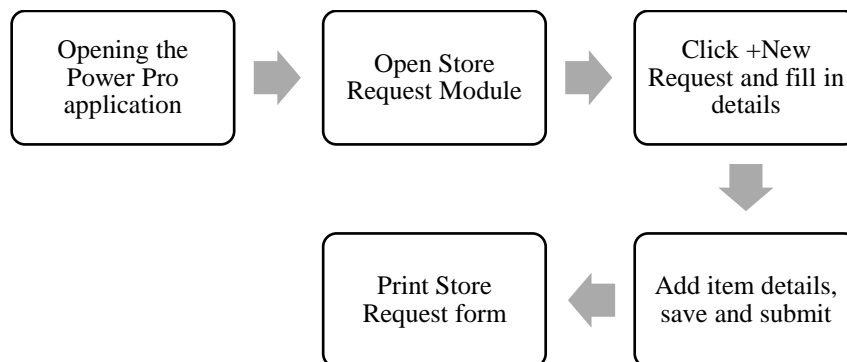 Opening the
Power Pro
application
Open Store
Request Module
Click +New
Request and fill in
details
Add item details,
save and submit
Print Store
Request form